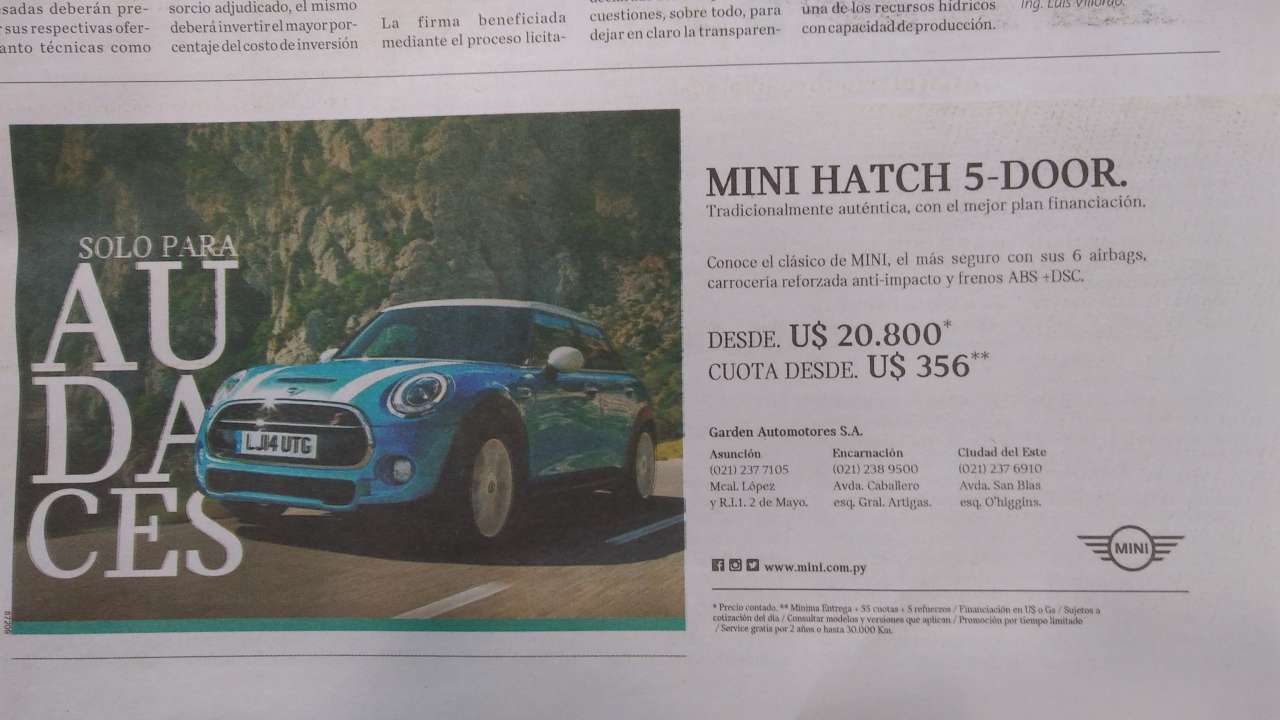 sadas deberán pre-
sus respectivas ofer-
anto técnicas como
sorcio adjudicado, el mismo
deberá invertir el mayor por-
centaje del costo de inversión
La firma beneficiada
mediante el proceso licita-
cuestiones, sobre todo, para
dejar en claro la transparen-
una de los recursos hídricos
con capacidad de producción.
Ing. Luis Villordo.
SOLO PARA
AU
DA
CES
MINI HATCH 5-DOOR.
Tradicionalmente auténtica, con el mejor plan financiación.
Conoce el clásico de MINI, el más seguro con sus 6 airbags,
carrocería reforzada anti-impacto y frenos ABS +DSC.
DESDE. U$ 20.800*
CUOTA DESDE. U$ 356**
Garden Automotores S.A.
Asunción
(021) 237 7105
Mcal. López
y R.I.1. 2 de Mayo.
Encarnación
(021) 238 9500
Avda. Caballero
esq. Gral. Artigas.
Ciudad del Este
(021) 237 6910
Avda. San Blas
esq. O'higgins.
www.mini.com.py
MINI
* Precio contado. ** Mínima Entrega + 55 cuotas + 5 refuerzos / Financiación en U$ o Gs / Sujetos a
cotización del día / Consultar modelos y versiones que aplican / Promoción por tiempo limitado
/ Service gratis por 2 años o hasta 30.000 Km.
LJ14 UTG
S